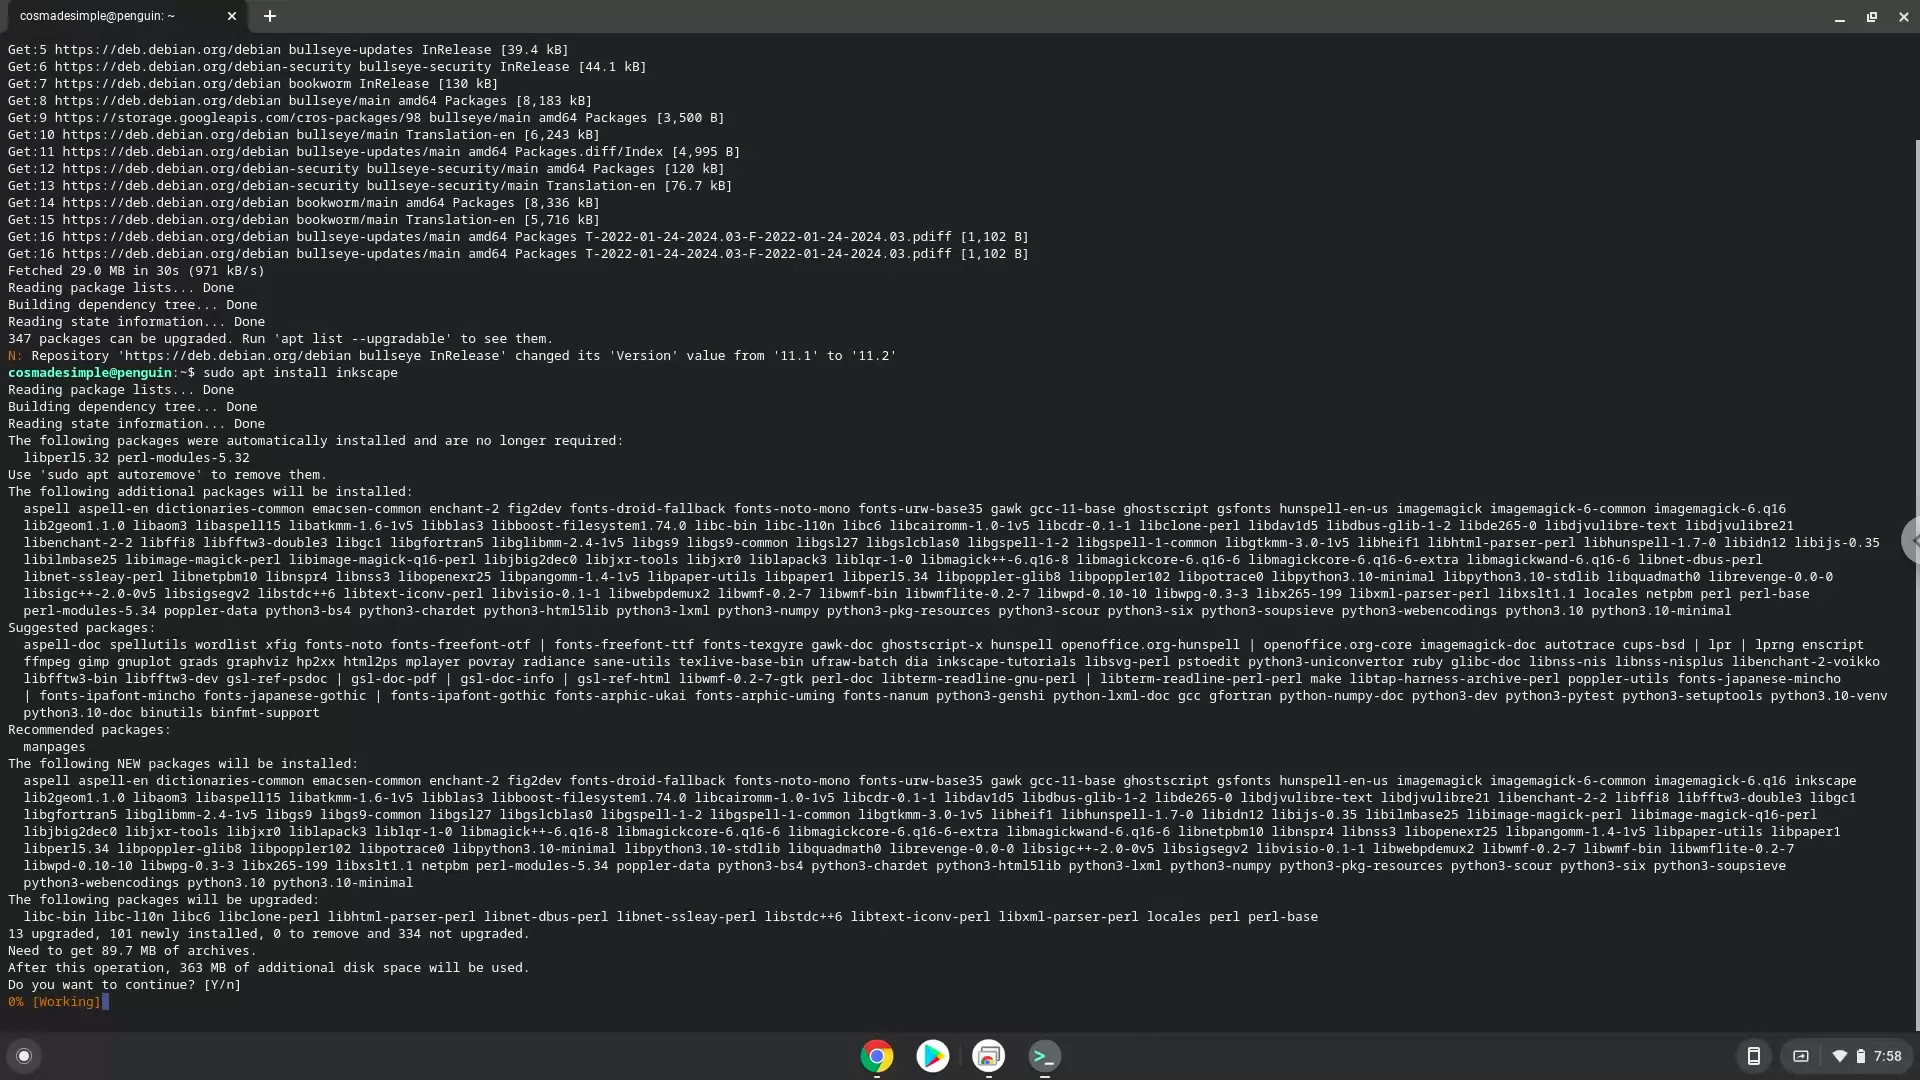 cosmadesimple@penguin: ~
Get:5 https://deb.debian.org/debian bullseye-updates InRelease [39.4 kB]
Get:6 https://deb.debian.org/debian-security bullseye-security InRelease [44.1 kB]
Get:7 https://deb.debian.org/debian bookworm InRelease [130 kB]
Get:8 https://deb.debian.org/debian bullseye/main amd64 Packages [8,183 kB]
Get:9 https://storage.googleapis.com/cros-packages/98 bullseye/main amd64 Packages [3,500 B]
Get:10 https://deb.debian.org/debian bullseye/main Translation-en [6,243 kB]
Get:11 https://deb.debian.org/debian bullseye-updates/main amd64 Packages.diff/Index [4,995 B]
Get:12 https://deb.debian.org/debian-security bullseye-security/main amd64 Packages [120 kB]
Get:13 https://deb.debian.org/debian-security bullseye-security/main Translation-en [76.7 kB]
Get:14 https://deb.debian.org/debian bookworm/main amd64 Packages [8,336 kB]
Get:15 https://deb.debian.org/debian bookworm/main Translation-en [5,716 kB]
Get:16 https://deb.debian.org/debian bullseye-updates/main amd64 Packages T-2022-01-24-2024.03-F-2022-01-24-2024.03.pdiff [1,102 B]
Get:16 https://deb.debian.org/debian bullseye-updates/main amd64 Packages T-2022-01-24-2024.03-F-2022-01-24-2024.03.pdiff [1,102 B]
Fetched 29.0 MB in 30s (971 kB/s)
Reading package lists... Done
Building dependency tree... Done
Reading state information... Done
347 packages can be upgraded. Run 'apt list --upgradable' to see them.
N: Repository 'https://deb.debian.org/debian bullseye InRelease' changed its 'Version' value from '11.1' to '11.2'
cosmadesimple@penguin:~$ sudo apt install inkscape
Reading package lists... Done
Building dependency tree... Done
Reading state information... Done
The following packages were automatically installed and are no longer required:
libperl5.32 perl-modules-5.32
Use 'sudo apt autoremove' to remove them.
The following additional packages will be installed:
aspell aspell-en dictionaries-common emacsen-common enchant-2 fig2dev fonts-droid-fallback fonts-noto-mono fonts-urw-base35 gawk gcc-11-base ghostscript gsfonts hunspell-en-us imagemagick imagemagick-6-common imagemagick-6.q16
lib2geom1.1.0 libaom3 libaspell15 libatkmm-1.6-1v5 libblas3 libboost-filesystem1.74.0 libc-bin libc-l10n libc6 libcairomm-1.0-1v5 libcdr-0.1-1 libclone-perl libdav1d5 libdbus-glib-1-2 libde265-0 libdjvulibre-text libdjvulibre21
libenchant-2-2 libffi8 libfftw3-double3 libgc1 libgfortran5 libglibmm-2.4-1v5 libgs9 libgs9-common libgsl27 libgslcblas0 libgspell-1-2 libgspell-1-common libgtkmm-3.0-1v5 libheif1 libhtml-parser-perl libhunspell-1.7-0 libidn12 libijs-0.35
libilmbase25 libimage-magick-perl libimage-magick-q16-perl libjbig2dec0 libjxr-tools libjxr0 liblapack3 liblqr-1-0 libmagick++-6.q16-8 libmagickcore-6.q16-6 libmagickcore-6.q16-6-extra libmagickwand-6.q16-6 libnet-dbus-perl
libnet-ssleay-perl libnetpbm10 libnspr4 libnss3 libopenexr25 libpangomm-1.4-1v5 libpaper-utils libpaper1 libperl5.34 libpoppler-glib8 libpoppler102 libpotrace0 libpython3.10-minimal libpython3.10-stdlib libquadmath0 librevenge-0.0-0
libsigc++-2.0-0v5 libsigsegv2 libstdc++6 libtext-iconv-perl libvisio-0.1-1 libwebpdemux2 libwmf-0.2-7 libwmf-bin libwmflite-0.2-7 libwpd-0.10-10 libwpg-0.3-3 libx265-199 libxml-parser-perl libxslt1.1 locales netpbm perl perl-base
perl-modules-5.34 poppler-data python3-bs4 python3-chardet python3-html5lib python3-lxml python3-numpy python3-pkg-resources python3-scour python3-six python3-soupsieve python3-webencodings python3.10 python3.10-minimal
Suggested packages:
aspell-doc spellutils wordlist xfig fonts-noto fonts-freefont-otf | fonts-freefont-ttf fonts-texgyre gawk-doc ghostscript-x hunspell openoffice.org-hunspell | openoffice.org-core imagemagick-doc autotrace cups-bsd | lpr | lprng enscript
ffmpeg gimp gnuplot grads graphviz hp2xx html2ps mplayer povray radiance sane-utils texlive-base-bin ufraw-batch dia inkscape-tutorials libsvg-perl pstoedit python3-uniconvertor ruby glibc-doc libnss-nis libnss-nisplus libenchant-2-voikko
libfftw3-bin libfftw3-dev gsl-ref-psdoc | gsl-doc-pdf | gsl-doc-info | gsl-ref-html libwmf-0.2-7-gtk perl-doc libterm-readline-gnu-perl | libterm-readline-perl-perl make libtap-harness-archive-perl poppler-utils fonts-japanese-mincho
| fonts-ipafont-mincho fonts-japanese-gothic | fonts-ipafont-gothic fonts-arphic-ukai fonts-arphic-uming fonts-nanum python3-genshi python-lxml-doc gcc gfortran python-numpy-doc python3-dev python3-pytest python3-setuptools python3.10-venv
python3.10-doc binutils binfmt-support
Recommended packages:
manpages
The following NEW packages will be installed:
aspell aspell-en dictionaries-common emacsen-common enchant-2 fig2dev fonts-droid-fallback fonts-noto-mono fonts-urw-base35 gawk gcc-11-base ghostscript gsfonts hunspell-en-us imagemagick imagemagick-6-common imagemagick-6.q16 inkscape
lib2geom1.1.0 libaom3 libaspell15 libatkmm-1.6-1v5 libblas3 libboost-filesystem1.74.0 libcairomm-1.0-1v5 libcdr-0.1-1 libdav1d5 libdbus-glib-1-2 libde265-0 libdjvulibre-text libdjvulibre21 libenchant-2-2 libffi8 libfftw3-double3 libgc1
libgfortran5 libglibmm-2.4-1v5 libgs9 libgs9-common libgsl27 libgslcblas0 libgspell-1-2 libgspell-1-common libgtkmm-3.0-1v5 libheif1 libhunspell-1.7-0 libidn12 libijs-0.35 libilmbase25 libimage-magick-perl libimage-magick-q16-perl
libjbig2dec0 libjxr-tools libjxr0 liblapack3 liblqr-1-0 libmagick++-6.q16-8 libmagickcore-6.q16-6 libmagickcore-6.q16-6-extra libmagickwand-6.q16-6 libnetpbm10 libnspr4 libnss3 libopenexr25 libpangomm-1.4-1v5 libpaper-utils libpaper1
libperl5.34 libpoppler-glib8 libpoppler102 libpotrace0 libpython3.10-minimal libpython3.10-stdlib libquadmath0 librevenge-0.0-0 libsigc++-2.0-0v5 libsigsegv2 libvisio-0.1-1 libwebpdemux2 libwmf-0.2-7 libwmf-bin libwmflite-0.2-7
libwpd-0.10-10 libwpg-0.3-3 libx265-199 libxslt1.1 netpbm perl-modules-5.34 poppler-data python3-bs4 python3-chardet python3-html5lib python3-lxml python3-numpy python3-pkg-resources python3-scour python3-six python3-soupsieve
python3-webencodings python3.10 python3.10-minimal
The following packages will be upgraded:
libc-bin libc-l10n libc6 libclone-perl libhtml-parser-perl libnet-dbus-perl libnet-ssleay-perl libstdc++6 libtext-iconv-perl libxml-parser-perl locales perl perl-base
13 upgraded, 101 newly installed, 0 to remove and 334 not upgraded.
Need to get 89.7 MB of archives.
After this operation, 363 MB of additional disk space will be used.
Do you want to continue? [Y/n]
0% [Working]
7:58